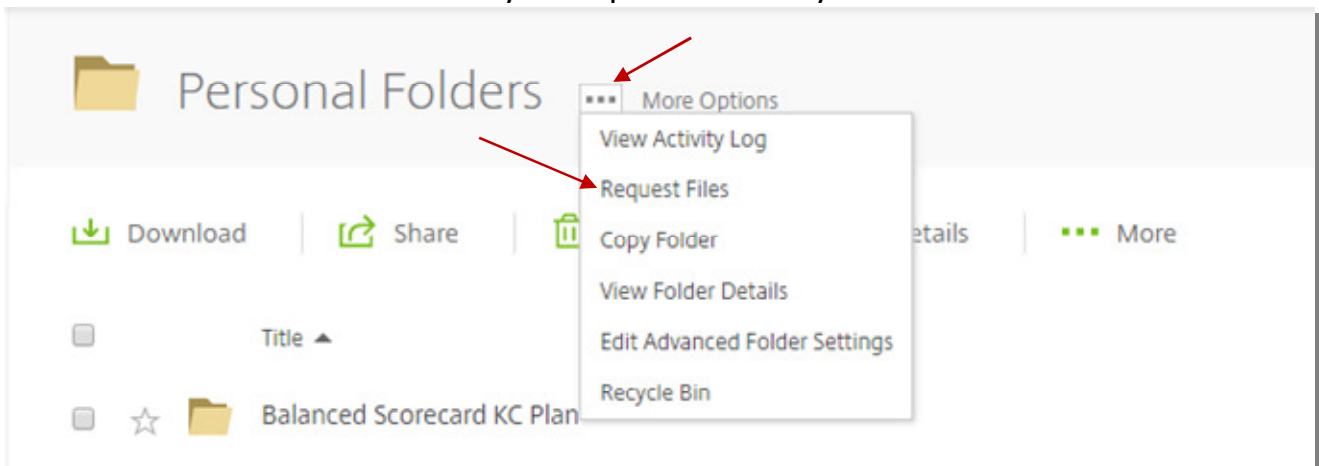 Personal Folders ▪▪▪ More Options
View Activity Log
Request Files
Download Share etails ▪▪▪ More
Copy Folder
View Folder Details
Title ▲
Edit Advanced Folder Settings
Recycle Bin
Balanced Scorecard KC Plan